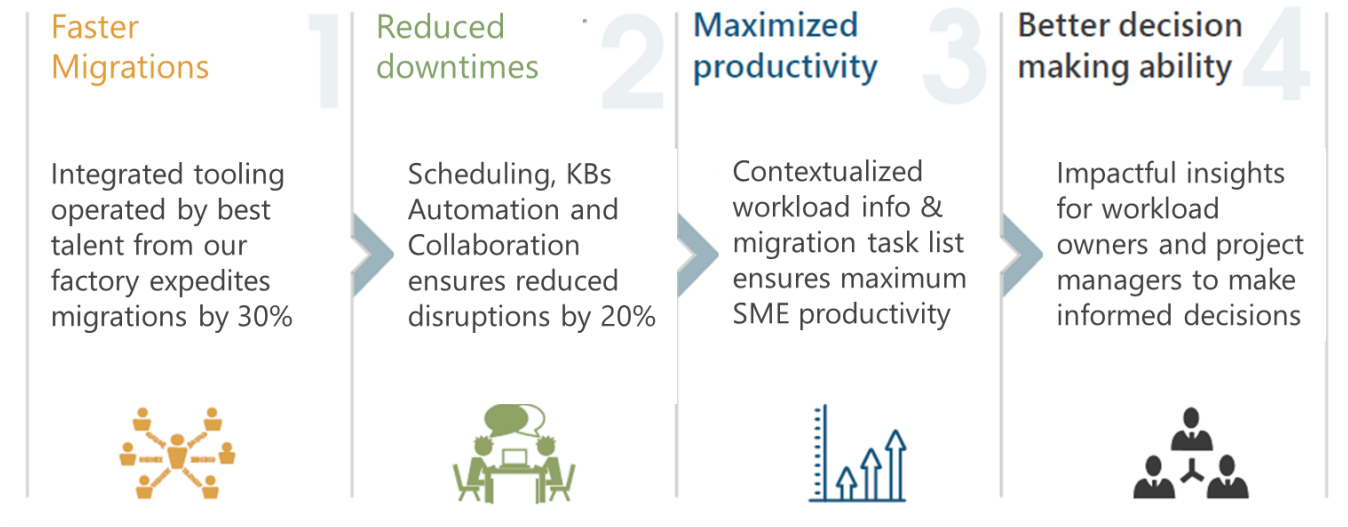 Faster
Migrations
1
Integrated tooling
operated by best
talent from our
factory expedites
migrations by 30%
Reduced
downtimes
2
Scheduling, KBs
Automation and
Collaboration
ensures reduced
disruptions by 20%
Maximized
productivity
3
Contextualized
workload info &
migration task list
ensures maximum
SME productivity
Better decision
making ability
4
Impactful insights
for workload
owners and project
managers to make
informed decisions